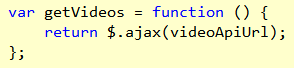 var getVideos = function () {
    return $.ajax(videoApiUrl);
};